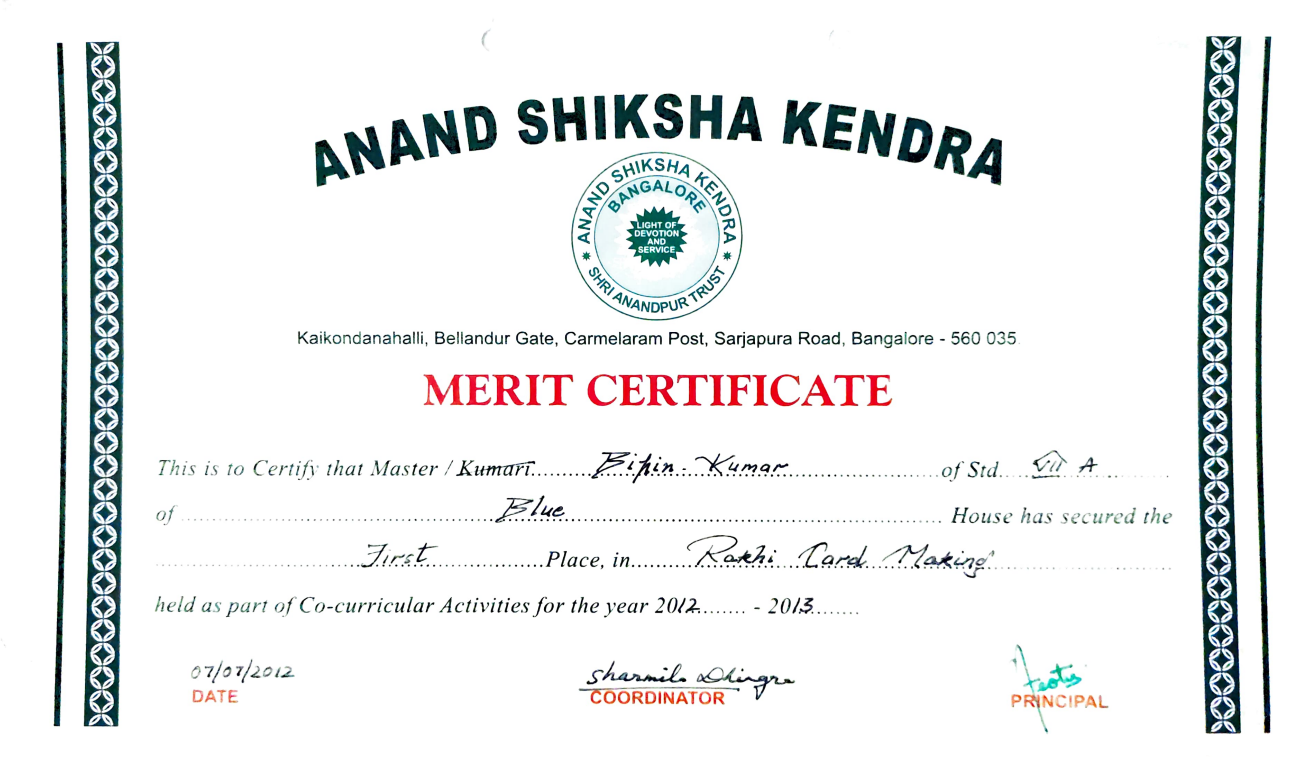 ANAND SHIKSHA KENDRA
ANAND SHIKSHA KENDRA
BANGALORE
LIGHT OF
DEVOTION
AND
SERVICE
SHRI ANANDPUR TRUST
Kaikondanahalli, Bellandur Gate, Carmelaram Post, Sarjapura Road, Bangalore - 560 035.
MERIT CERTIFICATE
This is to Certify that Master / Kumari Bipin Kumar of Std. VII A
of Blue House has secured the
First Place, in Rakhi Card Making
held as part of Co-curricular Activities for the year 2012 - 2013
07/07/2012 Sharmila Dhingra
DATE COORDINATOR PRINCIPAL